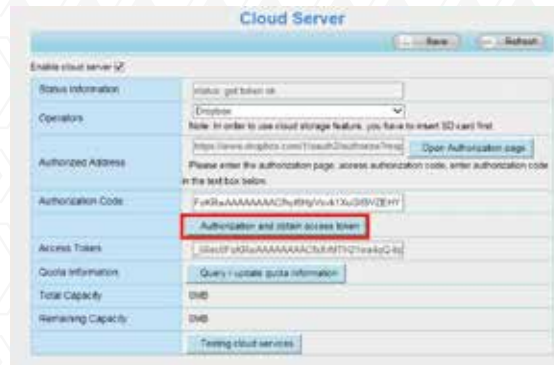 Cloud Server
Save Refresh
Enable cloud server
Status Information status: get token ok
Operators Dropbox
Note: In order to use cloud storage feature, you have to insert SD card first.
Authorized Address Open Authorization page
Please enter the authorization page, access authorization code, enter authorization code
in the text box below.
Authorization Code
Authorization and obtain access token
Access Token
Quota Information Query / update quota information
Total Capacity 0MB
Remaining Capacity 0MB
Testing cloud services